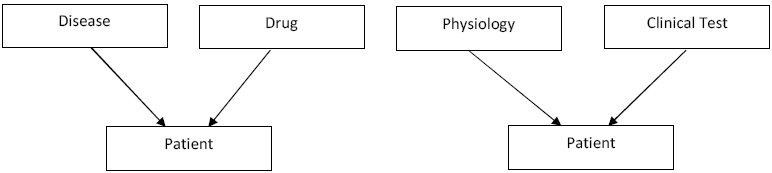 Disease
Drug
Physiology
Clinical Test
Patient
Patient